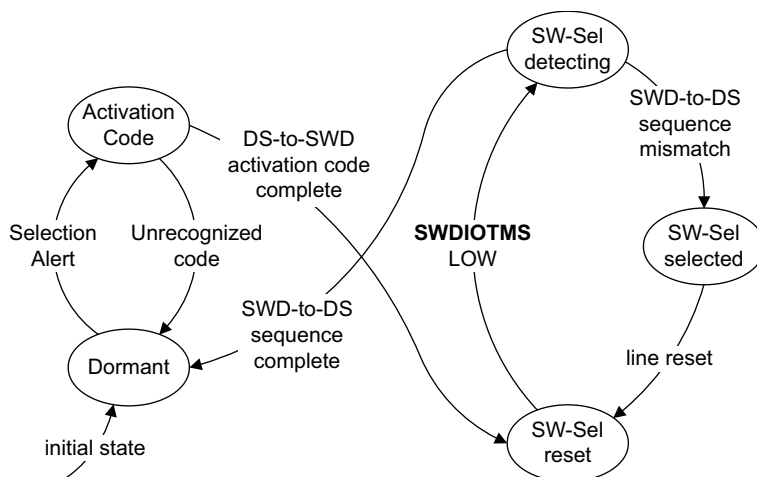 SW-Sel
detecting
Activation
Code
SWD-to-DS
sequence
mismatch
DS-to-SWD
activation code
complete
Selection
Alert
Unrecognized
code
SWDIOTMS
LOW
SW-Sel
selected
SWD-to-DS
sequence
complete
Dormant
line reset
initial state
SW-Sel
reset